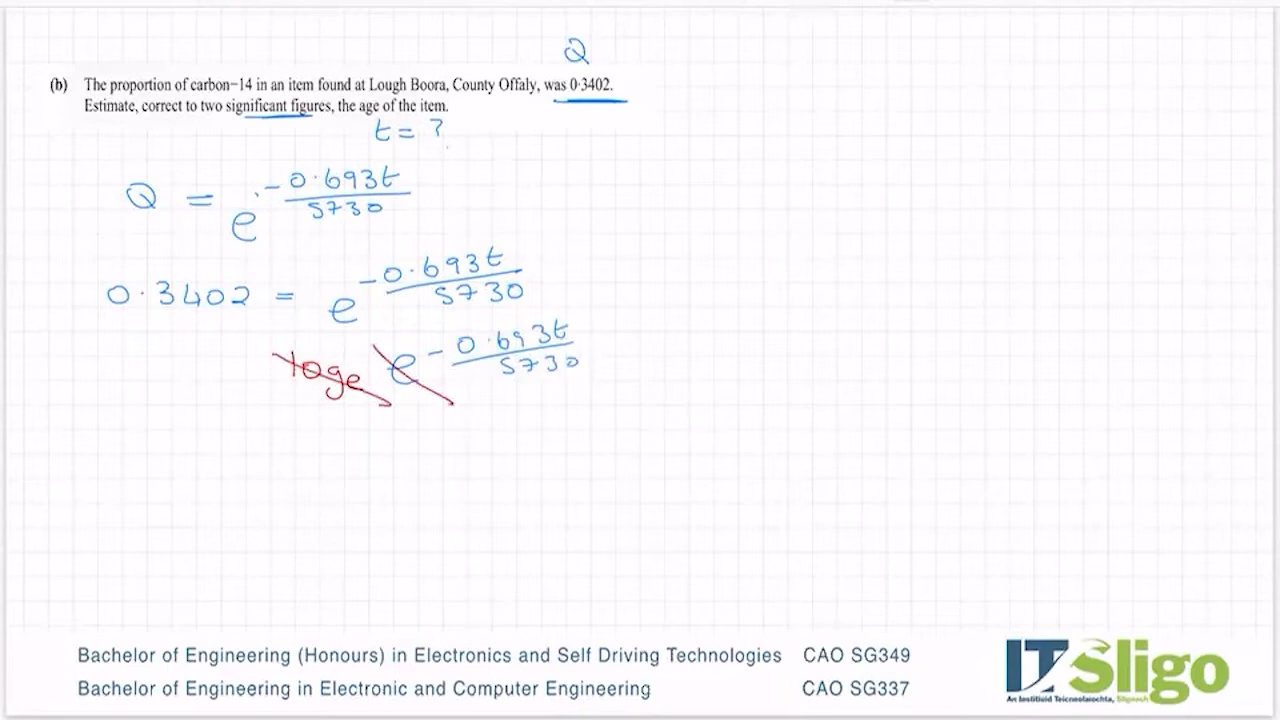 Q
(b) The proportion of carbon−14 in an item found at Lough Boora, County Offaly, was 0·3402.
Estimate, correct to two significant figures, the age of the item.
t = ?
Q = e^{-0.693t/5730}
0.3402 = e^{-0.693t/5730}
loge e^{-0.693t/5730}
Bachelor of Engineering (Honours) in Electronics and Self Driving Technologies CAO SG349
Bachelor of Engineering in Electronic and Computer Engineering CAO SG337
IT Sligo
An Institiúid Teicneolaíochta, Sligeach